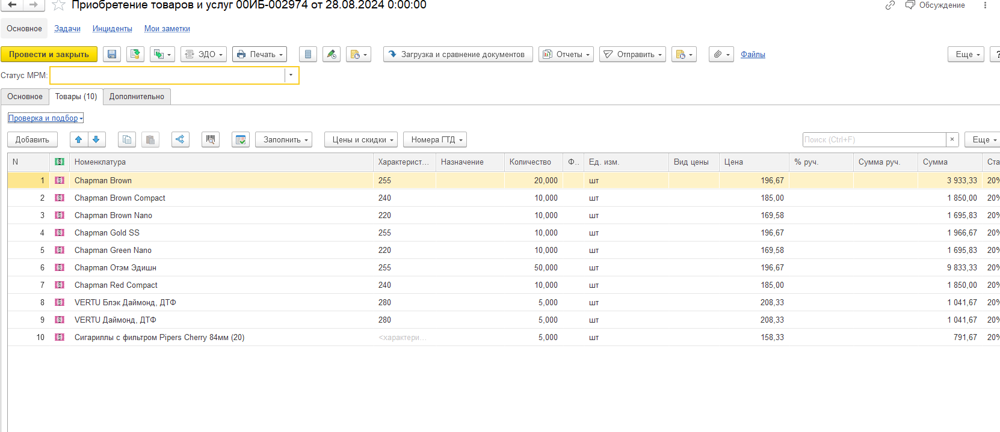 Приобретение товаров и услуг 00ИБ-002974 от 28.08.2024 0:00:00 Обсуждение
Основное Задачи Инциденты Мои заметки
Провести и закрыть ЭДО Печать Загрузка и сравнение документов Отчеты Отправить Файлы Еще ?
Статус МРМ:
Основное Товары (10) Дополнительно
Проверка и подбор
Добавить Заполнить Цены и скидки Номера ГТД Поиск (Ctrl+F) × Еще
N Номенклатура Характерист... Назначение Количество Ф.. Ед. изм. Вид цены Цена % руч. Сумма руч. Сумма Ста
1 Chapman Brown 255 20,000 шт 196,67 3 933,33 20%
2 Chapman Brown Compact 240 10,000 шт 185,00 1 850,00 20%
3 Chapman Brown Nano 220 10,000 шт 169,58 1 695,83 20%
4 Chapman Gold SS 255 10,000 шт 196,67 1 966,67 20%
5 Chapman Green Nano 220 10,000 шт 169,58 1 695,83 20%
6 Chapman Отэм Эдишн 255 50,000 шт 196,67 9 833,33 20%
7 Chapman Red Compact 240 10,000 шт 185,00 1 850,00 20%
8 VERTU Блэк Даймонд, ДТФ 280 5,000 шт 208,33 1 041,67 20%
9 VERTU Даймонд, ДТФ 280 5,000 шт 208,33 1 041,67 20%
10 Сигариллы с фильтром Pipers Cherry 84мм (20) <характери... 5,000 шт 158,33 791,67 20%